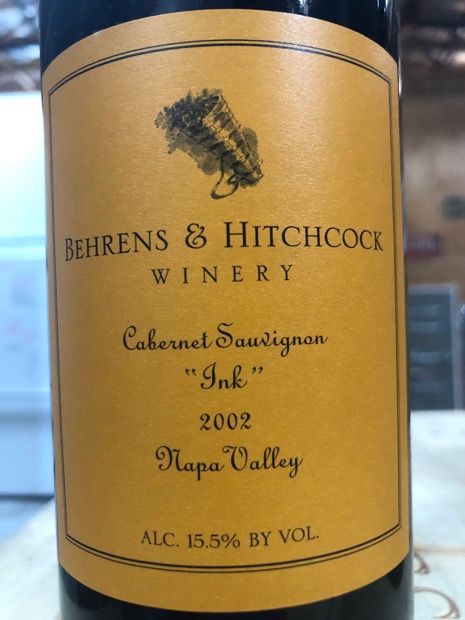 BEHRENS & HITCHCOCK
WINERY
Cabernet Sauvignon
"Ink"
2002
Napa Valley
ALC. 15.5% BY VOL.